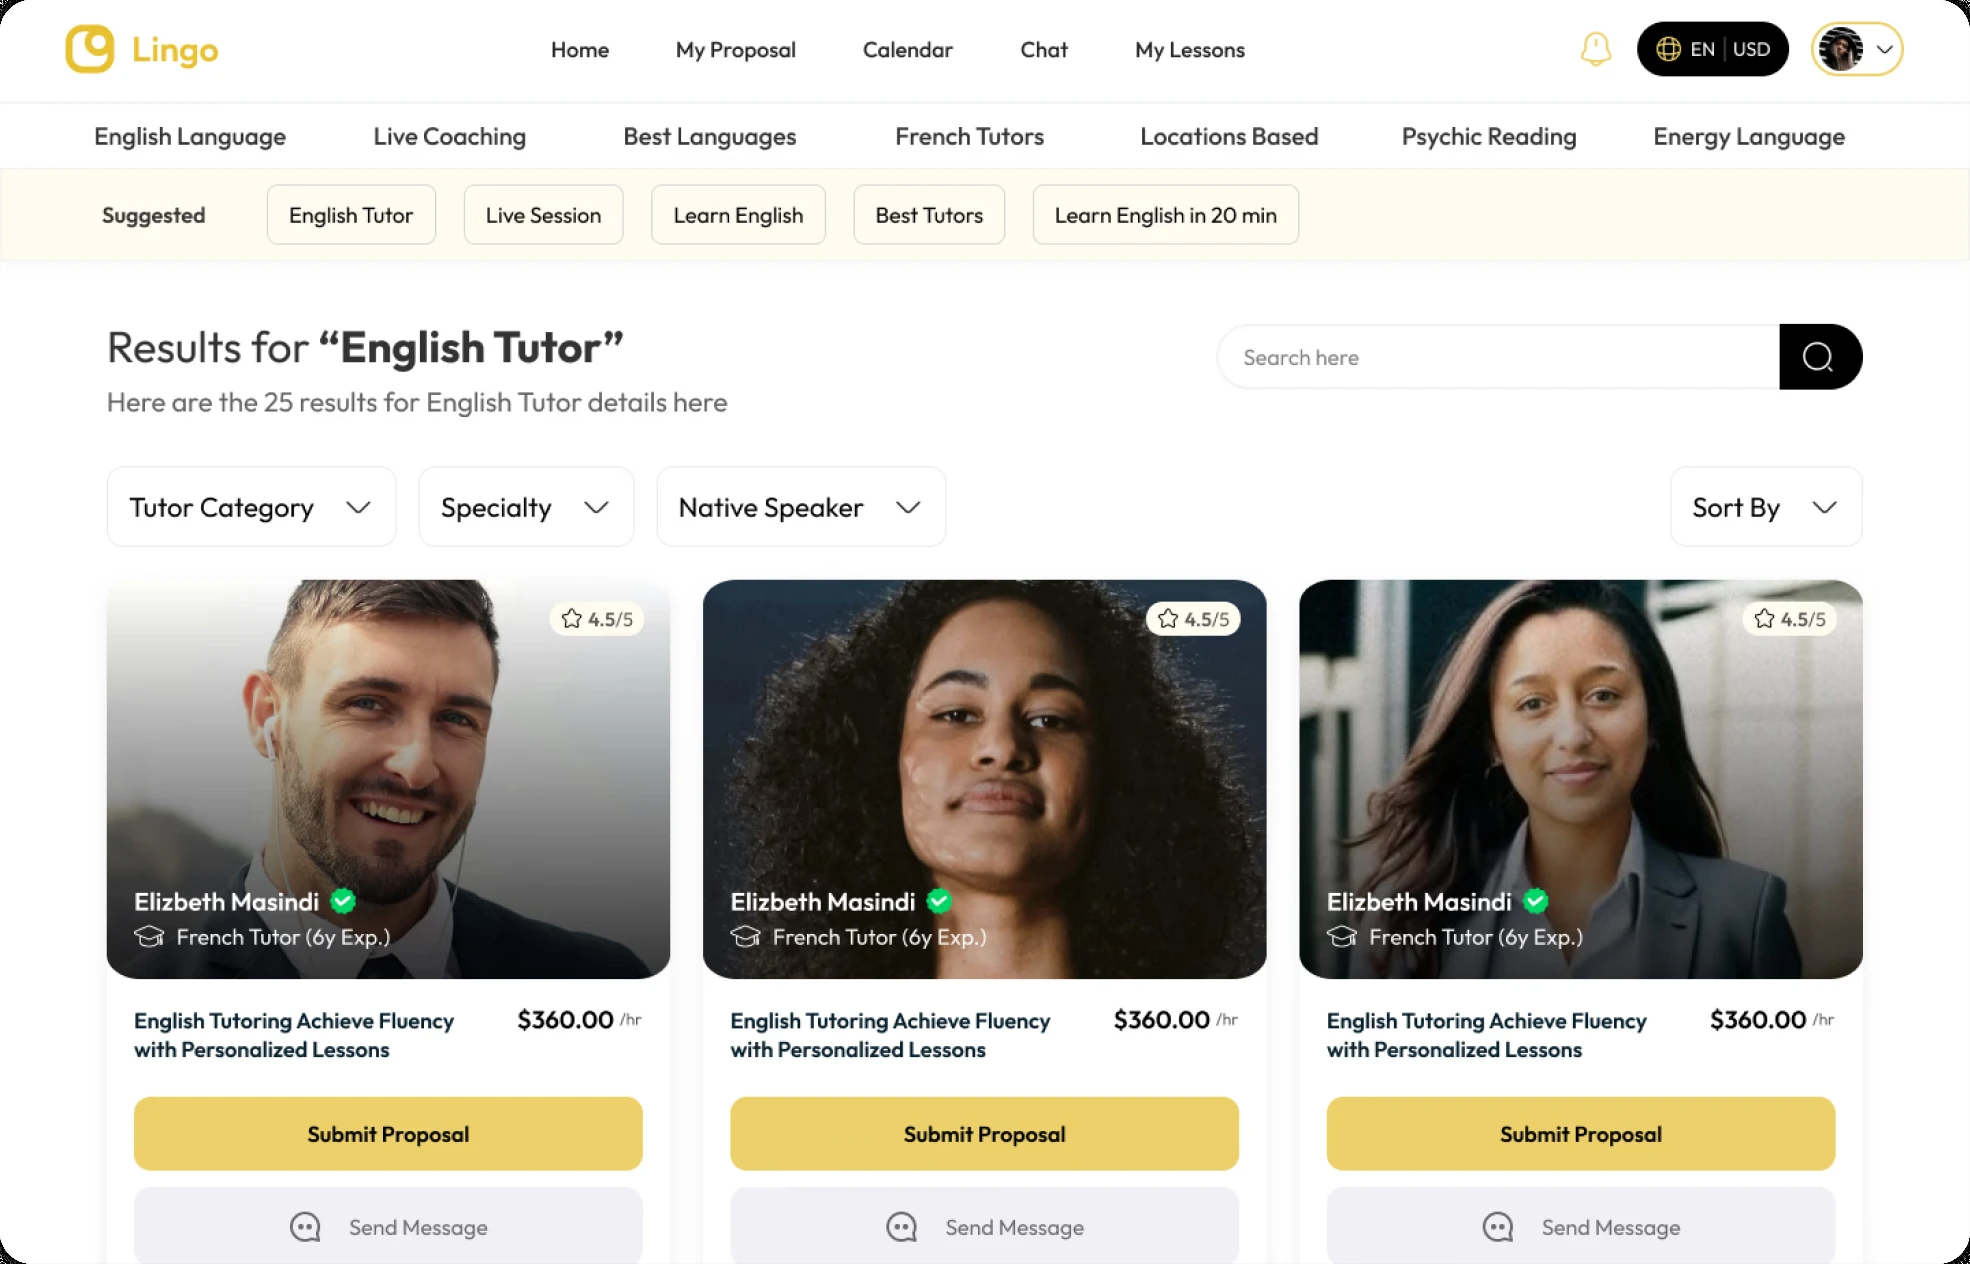 Lingo
Home My Proposal Calendar Chat My Lessons
EN | USD
English Language Live Coaching Best Languages French Tutors Locations Based Psychic Reading Energy Language
Suggested English Tutor Live Session Learn English Best Tutors Learn English in 20 min
Results for “English Tutor”
Search here
Here are the 25 results for English Tutor details here
Tutor Category Specialty Native Speaker Sort By
4.5/5 4.5/5 4.5/5
Elizbeth Masindi Elizbeth Masindi Elizbeth Masindi
French Tutor (6y Exp.) French Tutor (6y Exp.) French Tutor (6y Exp.)
English Tutoring Achieve Fluency $360.00 /hr English Tutoring Achieve Fluency $360.00 /hr English Tutoring Achieve Fluency $360.00 /hr
with Personalized Lessons with Personalized Lessons with Personalized Lessons
Submit Proposal Submit Proposal Submit Proposal
Send Message Send Message Send Message